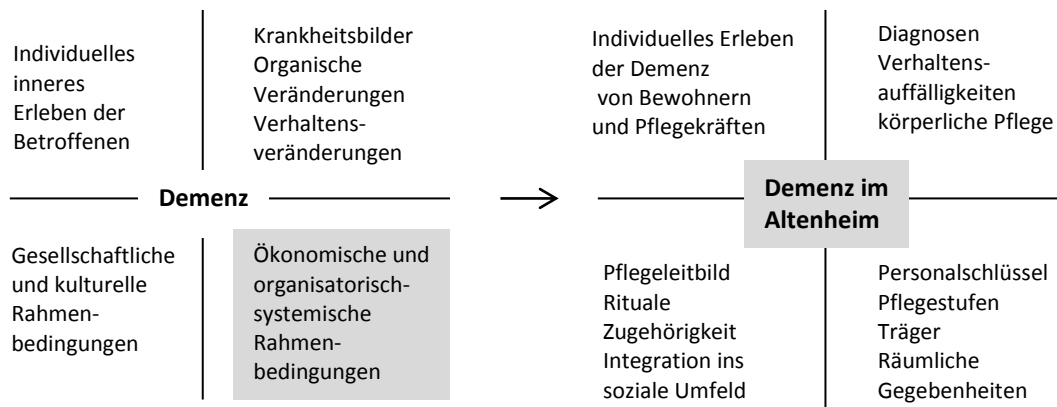 Individuelles
inneres
Erleben der
Betroffenen
Krankheitsbilder
Organische
Veränderungen
Verhaltens-
veränderungen
Demenz
Gesellschaftliche
und kulturelle
Rahmen-
bedingungen
Ökonomische und
organisatorisch-
systemische
Rahmen-
bedingungen
Individuelles Erleben
der Demenz
von Bewohnern
und Pflegekräften
Diagnosen
Verhaltens-
auffälligkeiten
körperliche Pflege
Demenz im
Altenheim
Pflegeleitbild
Rituale
Zugehörigkeit
Integration ins
soziale Umfeld
Personalschlüssel
Pflegestufen
Träger
Räumliche
Gegebenheiten